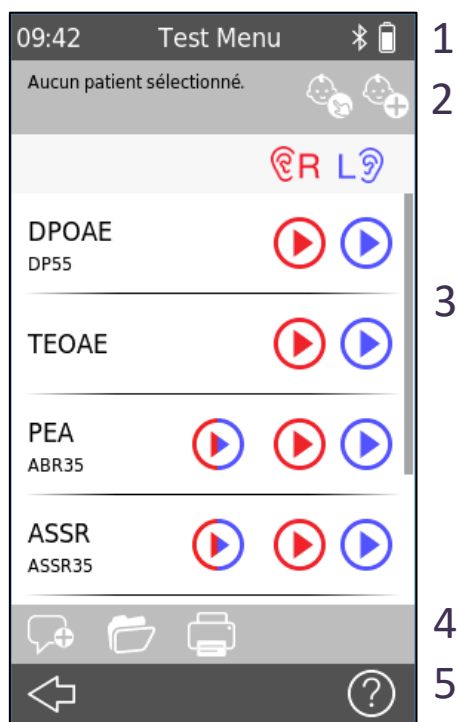 09:42 Test Menu 1
Aucun patient sélectionné. 2
R L
DPOAE
DP55
3
TEOAE
PEA
ABR35
ASSR
ASSR35
4
? 5